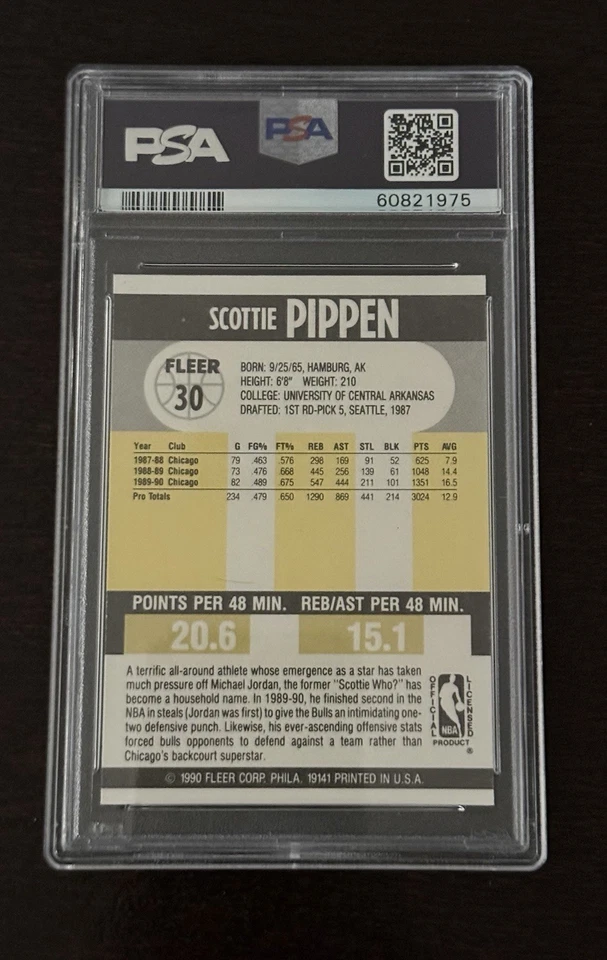 PSA
PSA
60821975
SCOTTIE PIPPEN
FLEER
30
BORN: 9/25/65, HAMBURG, AK
HEIGHT: 6'8" WEIGHT: 210
COLLEGE: UNIVERSITY OF CENTRAL ARKANSAS
DRAFTED: 1ST RD-PICK 5, SEATTLE, 1987
Year Club G FG% FT% REB AST STL BLK PTS AVG
1987-88 Chicago 79 .463 .576 298 169 91 52 625 7.9
1988-89 Chicago 73 .476 .668 445 256 139 61 1048 14.4
1989-90 Chicago 82 .489 .675 547 444 211 101 1351 16.5
Pro Totals 234 .479 .650 1290 869 441 214 3024 12.9
POINTS PER 48 MIN. REB/AST PER 48 MIN.
20.6 15.1
A terrific all-around athlete whose emergence as a star has taken
much pressure off Michael Jordan, the former "Scottie Who?" has
become a household name. In 1989-90, he finished second in the
NBA in steals (Jordan was first) to give the Bulls an intimidating one-
two defensive punch. Likewise, his ever-ascending offensive stats
forced bulls opponents to defend against a team rather than
Chicago's backcourt superstar.
OFFICIAL LICENSED
NBA
PRODUCT ®
© 1990 FLEER CORP. PHILA. 19141 PRINTED IN U.S.A.